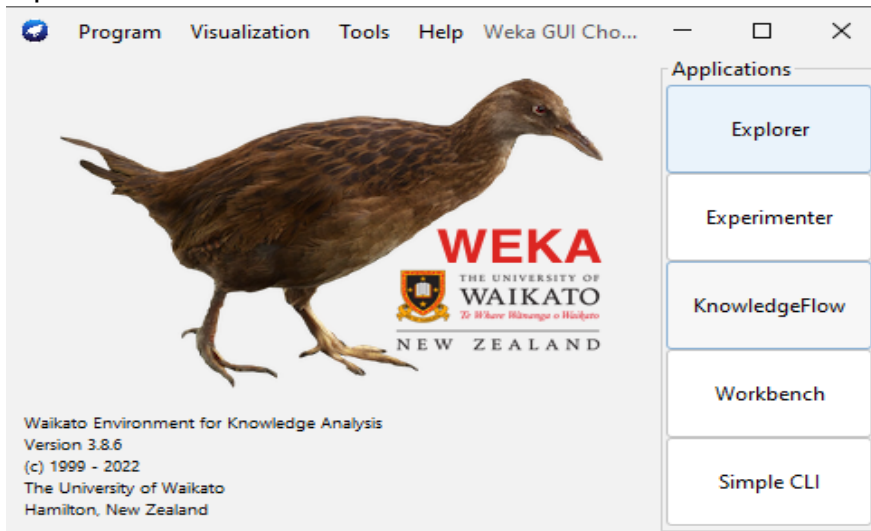 Program Visualization Tools Help Weka GUI Cho...
Applications
Explorer
Experimenter
KnowledgeFlow
Workbench
Simple CLI
WEKA
THE UNIVERSITY OF
WAIKATO
Te Whare Wānanga o Waikato
NEW ZEALAND
Waikato Environment for Knowledge Analysis
Version 3.8.6
(c) 1999 - 2022
The University of Waikato
Hamilton, New Zealand